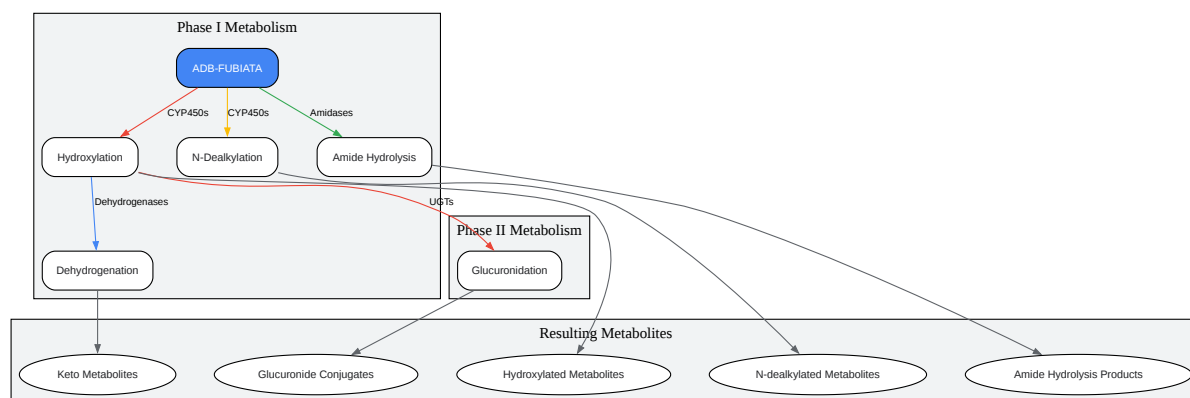 Phase I Metabolism
ADB-FUBIATA
CYP450s
CYP450s
Amidases
Hydroxylation
N-Dealkylation
Amide Hydrolysis
Dehydrogenases
UGTs
Phase II Metabolism
Dehydrogenation
Glucuronidation
Resulting Metabolites
Keto Metabolites
Glucuronide Conjugates
Hydroxylated Metabolites
N-dealkylated Metabolites
Amide Hydrolysis Products